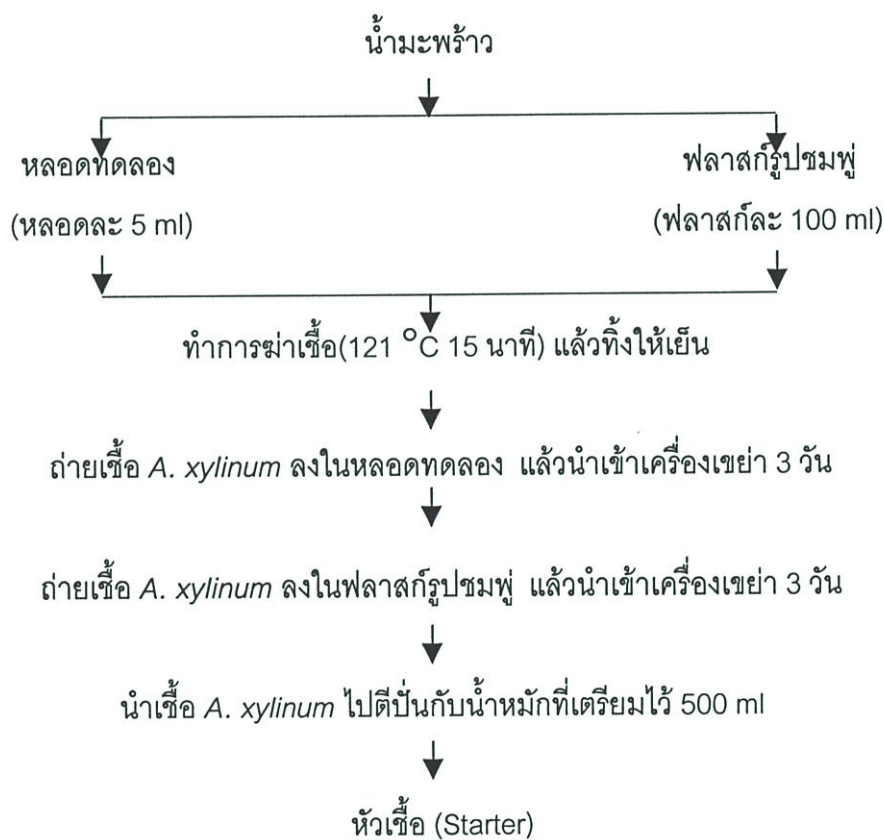 น้ำมะพร้าว
หลอดทดลอง
(หลอดละ 5 ml)
ฟลาสก์รูปชมพู่
(ฟลาสก์ละ 100 ml)
ทำการฆ่าเชื้อ(121 °C 15 นาที) แล้วทิ้งให้เย็น
ถ่ายเชื้อ A. xylinum ลงในหลอดทดลอง แล้วนำเข้าเครื่องเขย่า 3 วัน
ถ่ายเชื้อ A. xylinum ลงในฟลาสก์รูปชมพู่ แล้วนำเข้าเครื่องเขย่า 3 วัน
นำเชื้อ A. xylinum ไปตีปั่นกับน้ำหมักที่เตรียมไว้ 500 ml
หัวเชื้อ (Starter)